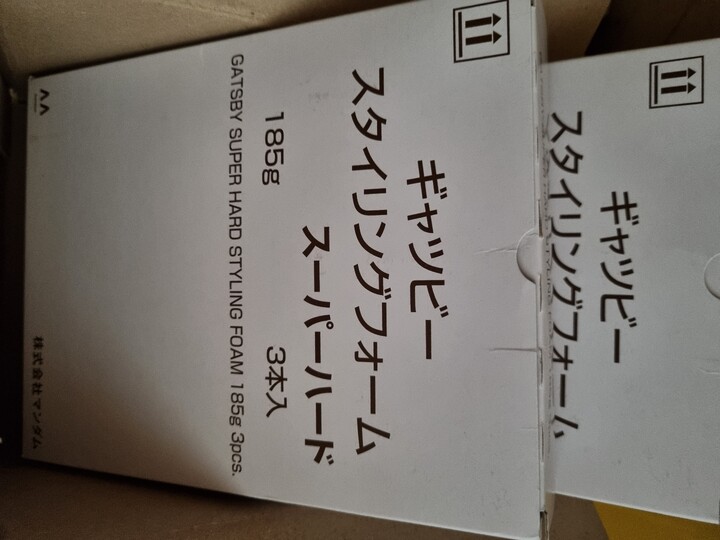 ギャツビー
スタイリングフォーム
スーパーハード
185g 3本入
GATSBY SUPER HARD STYLING FOAM 185g 3pcs.
株式会社マンダム
ギャツビー
スタイリングフォーム